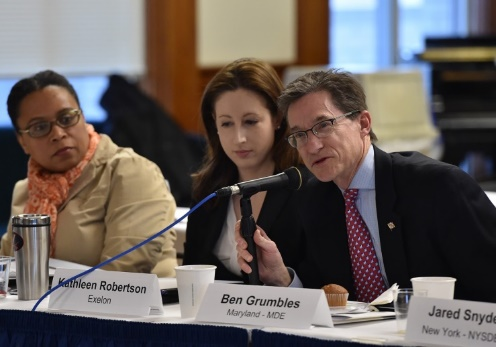 Kathleen Robertson
Exelon
Ben Grumbles
Maryland - MDE
Jared Snyde
New York - NYSD